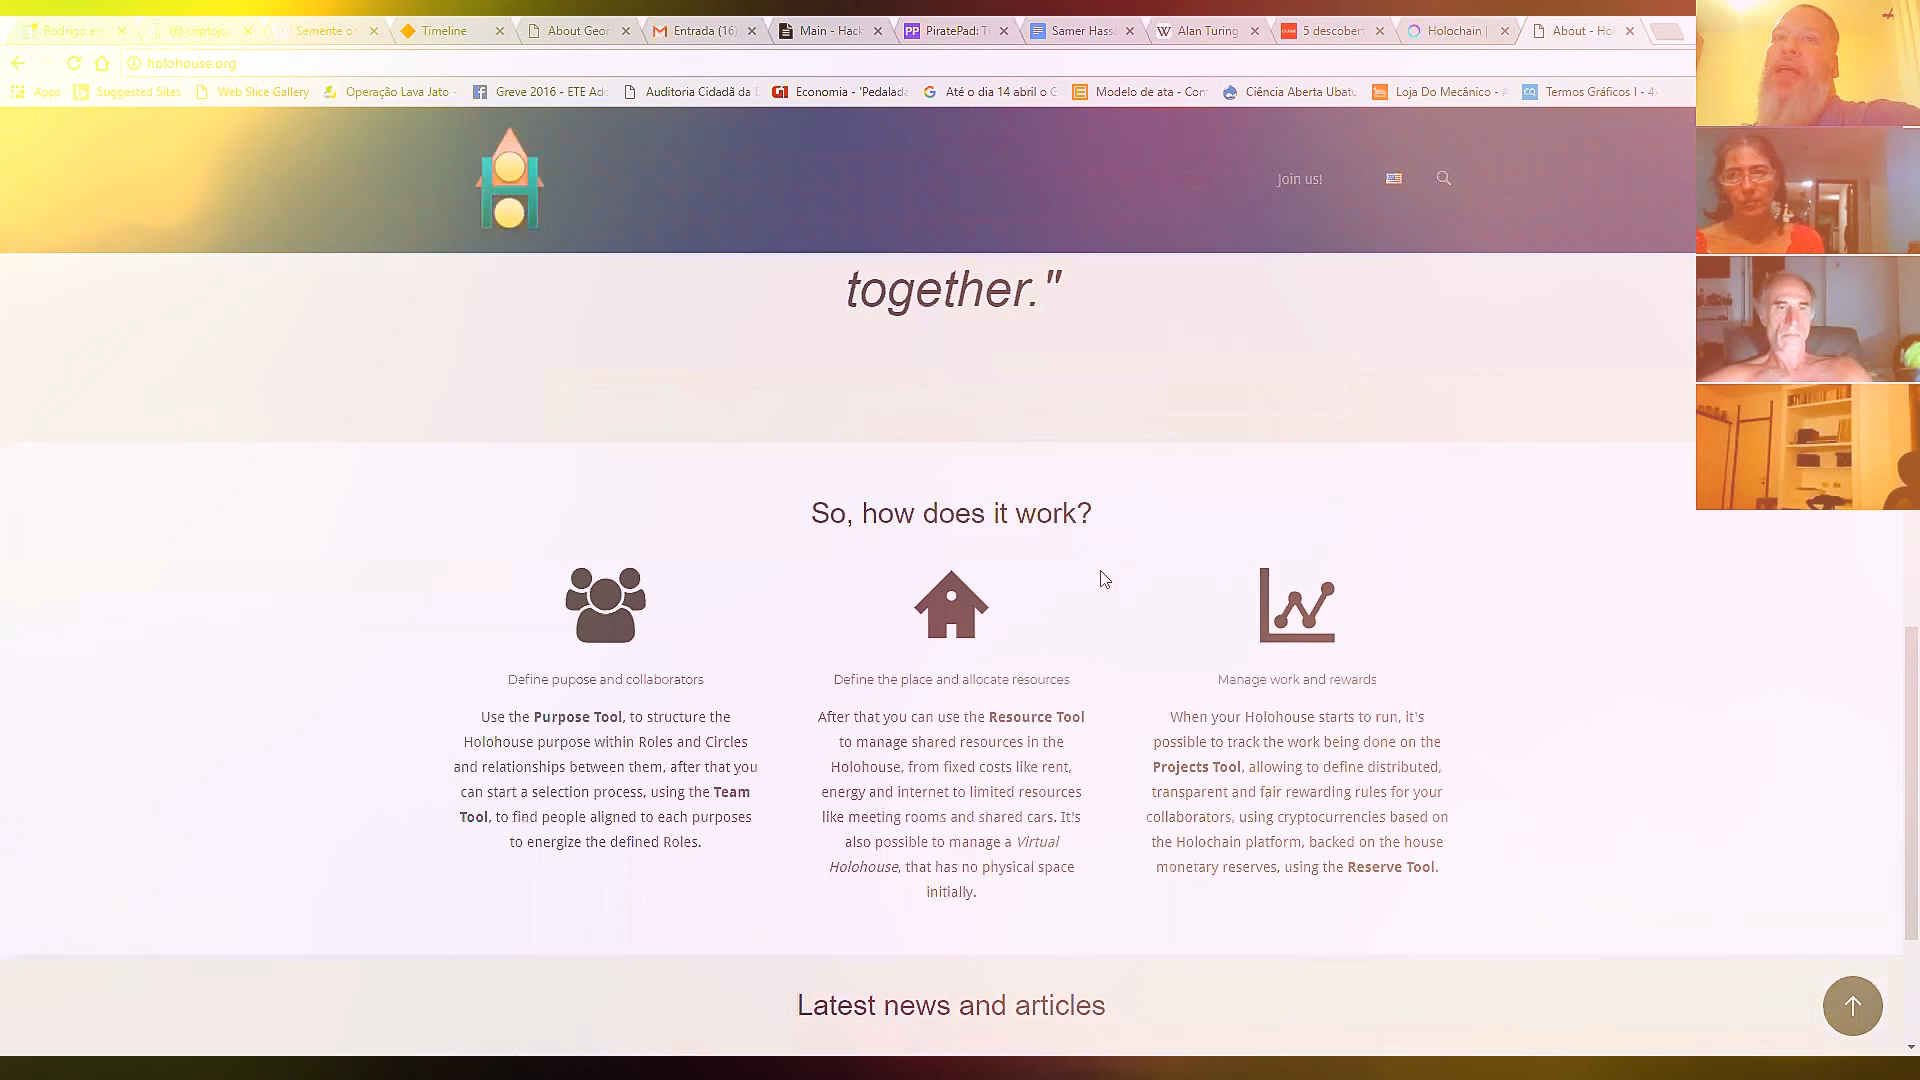 Rodrigo en
(6) criptojo
Semente or
Timeline
About Geor
Entrada (16)
Main - Hack
PP PiratePad: T
Samer Hass
W Alan Turing
5 descober
Holochain |
About - Hol
holohouse.org
Apps
Suggested Sites
Web Slice Gallery
Operação Lava Jato -
Greve 2016 - ETE Ad
Auditoria Cidadã da
G1 Economia - 'Pedalada
G Até o dia 14 abril o G
Modelo de ata - Com
Ciência Aberta Ubatu
Loja Do Mecânico - A
CQ Termos Gráficos I - 4
Join us!
together."
So, how does it work?
Define pupose and collaborators
Use the Purpose Tool, to structure the
Holohouse purpose within Roles and Circles
and relationships between them, after that you
can start a selection process, using the Team
Tool, to find people aligned to each purposes
to energize the defined Roles.
Define the place and allocate resources
After that you can use the Resource Tool
to manage shared resources in the
Holohouse, from fixed costs like rent,
energy and internet to limited resources
like meeting rooms and shared cars. It's
also possible to manage a Virtual
Holohouse, that has no physical space
initially.
Manage work and rewards
When your Holohouse starts to run, it's
possible to track the work being done on the
Projects Tool, allowing to define distributed,
transparent and fair rewarding rules for your
collaborators, using cryptocurrencies based on
the Holochain platform, backed on the house
monetary reserves, using the Reserve Tool.
Latest news and articles